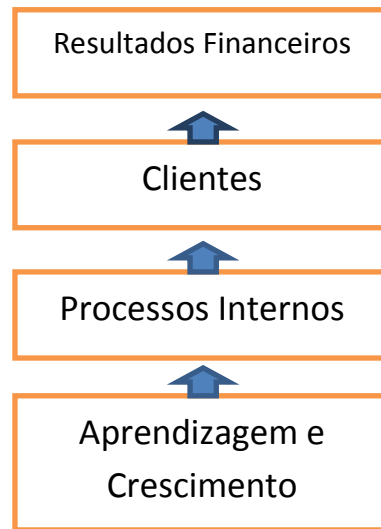 Resultados Financeiros
Clientes
Processos Internos
Aprendizagem e
Crescimento